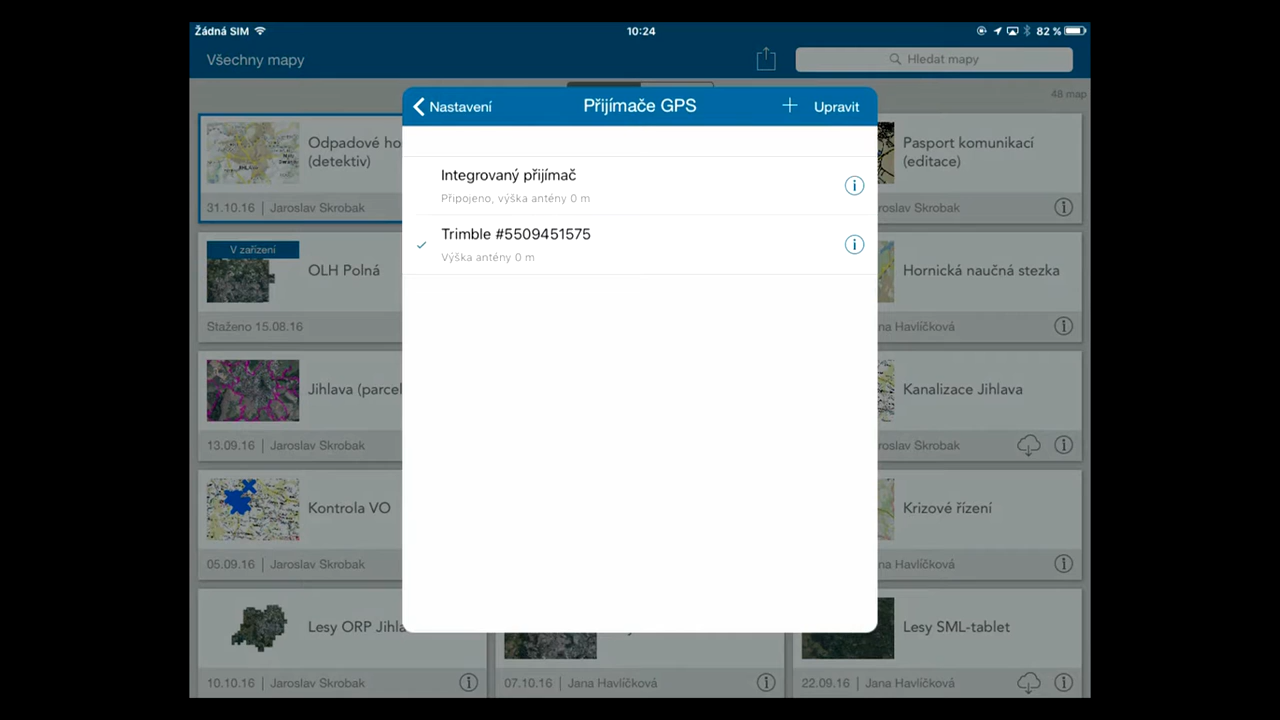 Žádná SIM
10:24
82 %
Všechny mapy
Hledat mapy
48 map
Nastavení
Přijímače GPS
Upravit
Integrovaný přijímač
Připojeno, výška antény 0 m
Trimble #5509451575
Výška antény 0 m
Odpadové ho
(detektiv)
31.10.16 | Jaroslav Skrobak
Pasport komunikací
(editace)
roslav Skrobak
V zařízení
OLH Polná
Staženo 15.08.16
Hornická naučná stezka
na Havlíčková
Jihlava (parcel
13.09.16 | Jaroslav Skrobak
Kanalizace Jihlava
roslav Skrobak
Kontrola VO
05.09.16 | Jaroslav Skrobak
Krizové řízení
na Havlíčková
Lesy ORP Jihla
10.10.16 | Jaroslav Skrobak
07.10.16 | Jana Havlíčková
Lesy SML-tablet
22.09.16 | Jana Havlíčková